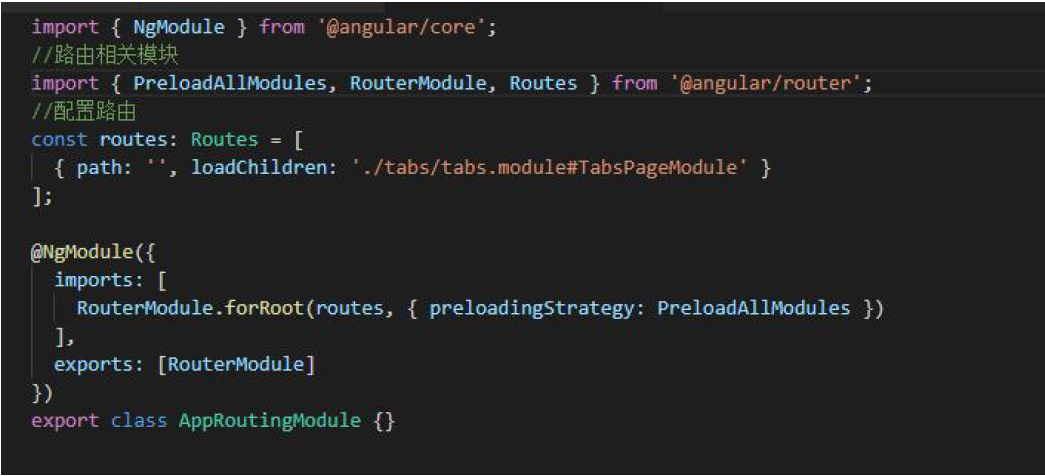 import { NgModule } from '@angular/core';
//路由相关模块
import { PreloadAllModules, RouterModule, Routes } from '@angular/router';
//配置路由
const routes: Routes = [
  { path: '', loadChildren: './tabs/tabs.module#TabsPageModule' }
];

@NgModule({
  imports: [
    RouterModule.forRoot(routes, { preloadingStrategy: PreloadAllModules })
  ],
  exports: [RouterModule]
})
export class AppRoutingModule {}